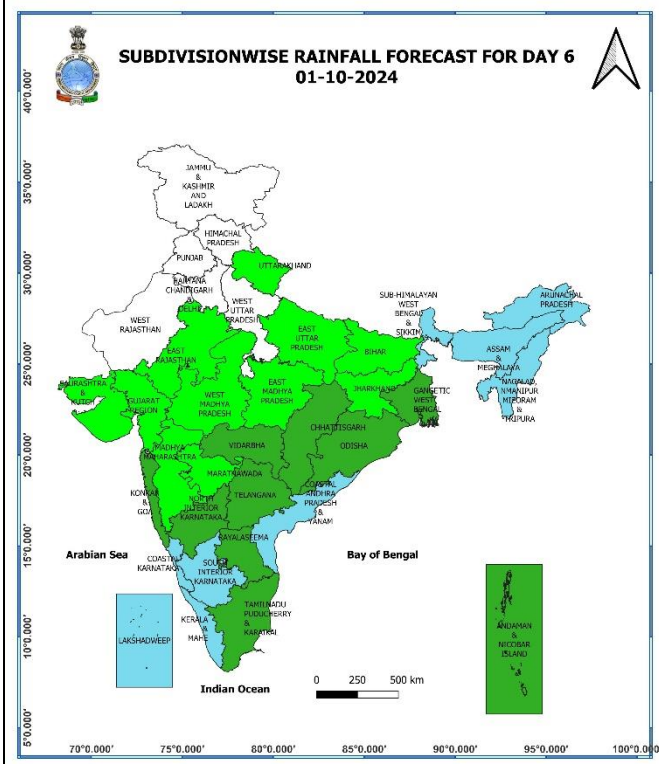 SUBDIVISIONWISE RAINFALL FORECAST FOR DAY 6
01-10-2024
40°0.000'
35°0.000'
30°0.000'
25°0.000'
20°0.000'
15°0.000'
10°0.000'
5°0.000'
JAMMU
&
KASHMIR
AND
LADAKH
HIMACHAL
PRADESH
PUNJAB
UTTARAKHAND
CHANDIGARH
&
DELHI
WEST
RAJASTHAN
WEST
UTTAR
PRADESH
SUB-HIMALAYAN
WEST
BENGAL
&
SIKKIM
ARUNACHAL
PRADESH
EAST
RAJASTHAN
EAST
UTTAR
PRADESH
BIHAR
ASSAM
&
MEGHALAYA
SAURASHTRA
&
KUTCH
GUJARAT
REGION
WEST
MADHYA
PRADESH
EAST
MADHYA
PRADESH
JHARKHAND
GANGETIC
WEST
BENGAL
NAGALAD,
NMANIPUR
MIZORAM
&
TRIPURA
CHHATTISGARH
VIDARBHA
ODISHA
MADHYA
MAHARASHTRA
MARATHAWADA
KONKAN
&
GOA
NORTH
INTERIOR
KARNATAKA
TELANGANA
COASTAL
ANDHRA
PRADESH
&
YANAM
RAYALASEEMA
Arabian Sea
Bay of Bengal
COASTAL
KARNATAKA
SOUTH
INTERIOR
KARNATAKA
TAMILNADU
PUDUCHERRY
&
KARAIKAL
KERALA
&
MAHE
LAKSHADWEEP
ANDAMAN
&
NICOBAR
ISLAND
Indian Ocean
0 250 500 km
70°0.000' 75°0.000' 80°0.000' 85°0.000' 90°0.000' 95°0.000' 100°0.000'